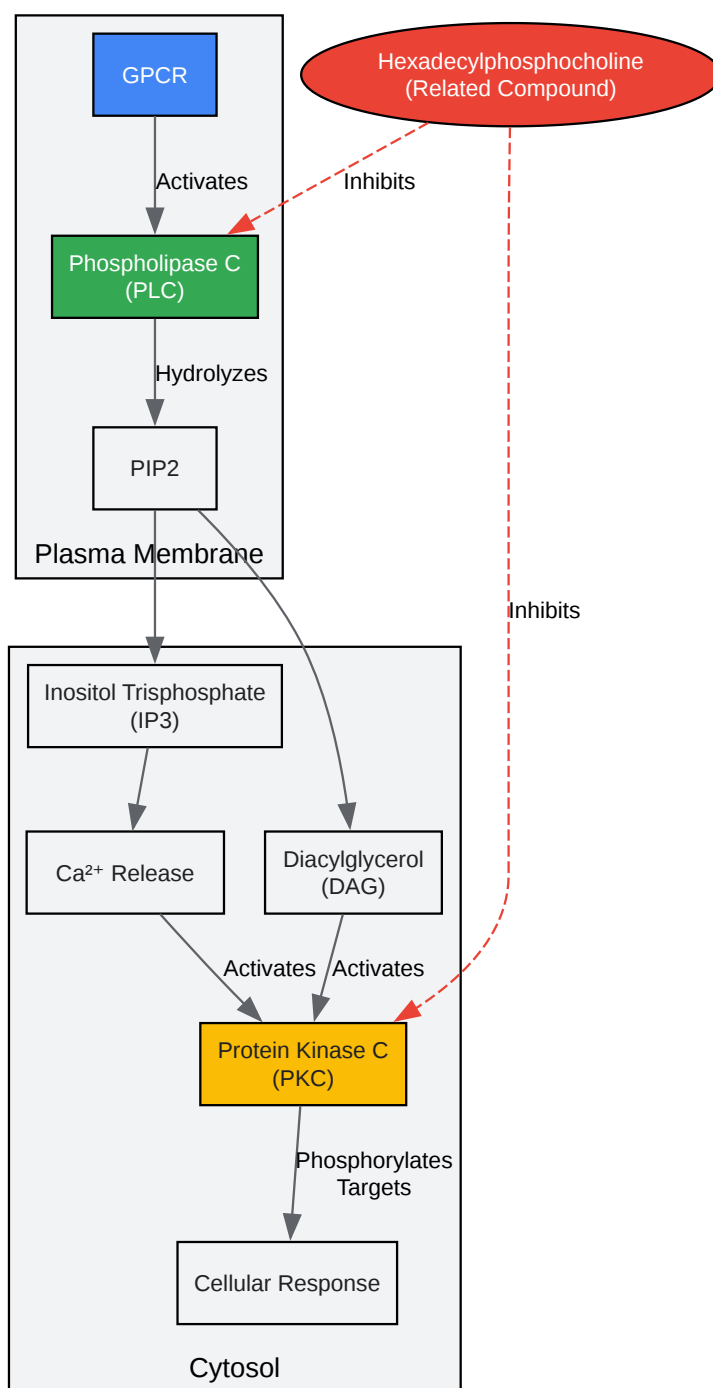 GPCR
Hexadecylphosphocholine
(Related Compound)
Activates
Inhibits
Phospholipase C
(PLC)
Hydrolyzes
PIP2
Plasma Membrane
Inhibits
Inositol Trisphosphate
(IP3)
Ca²⁺ Release
Diacylglycerol
(DAG)
Activates
Activates
Protein Kinase C
(PKC)
Phosphorylates
Targets
Cellular Response
Cytosol